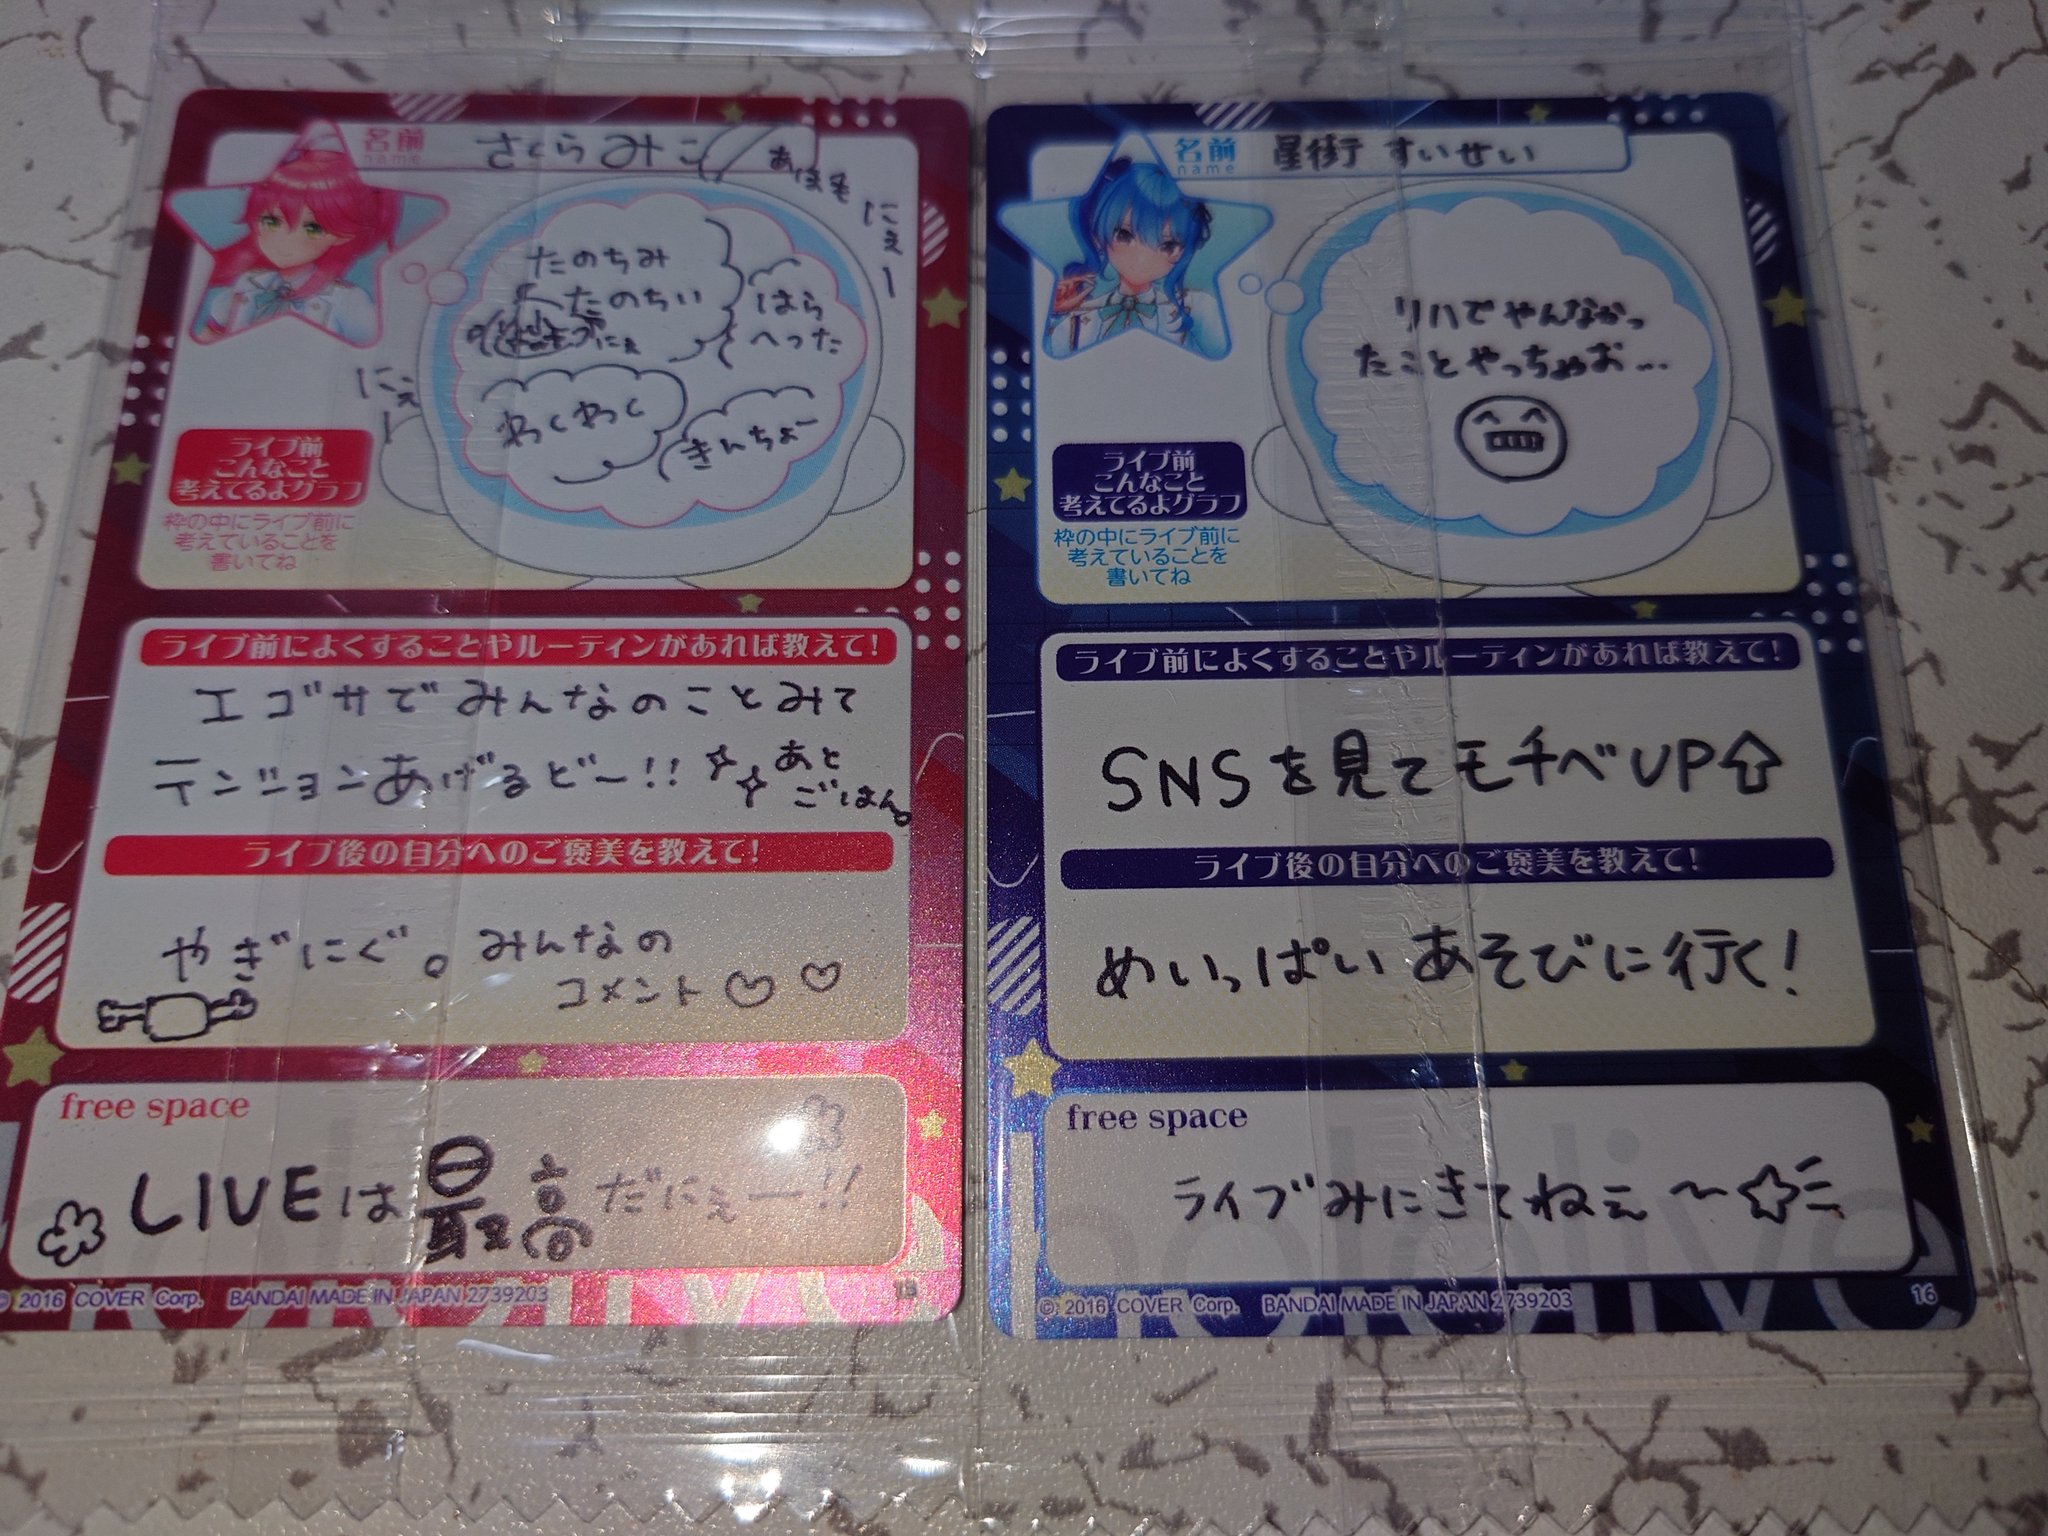 名前
name
さくらみこ
あほ毛
にぇー
たのちみ
たのちい
にぇ
はら
へった
わくわく
きんちょー
にぇー
ライブ前
こんなこと
考えてるよグラフ
枠の中にライブ前に
考えていることを
書いてね
ライブ前によくすることやルーティンがあれば教えて!
エゴサでみんなのことみて
テンションあげるどー!!
あと
ごはん。
ライブ後の自分へのご褒美を教えて!
やぎにぐ。みんなの
コメント♡♡
free space
LIVEは最高だにぇー!!
© 2016 COVER Corp. BANDAI MADE IN JAPAN 2739203
名前
name
星街すいせい
リハでやんなかっ
たことやっちゃお…
ライブ前
こんなこと
考えてるよグラフ
枠の中にライブ前に
考えていることを
書いてね
ライブ前によくすることやルーティンがあれば教えて!
SNSを見てモチベUP⇧
ライブ後の自分へのご褒美を教えて!
めいっぱいあそびに行く!
free space
ライブみにきてねぇ〜☆
hololive
© 2016 COVER Corp. BANDAI MADE IN JAPAN 2739203
16